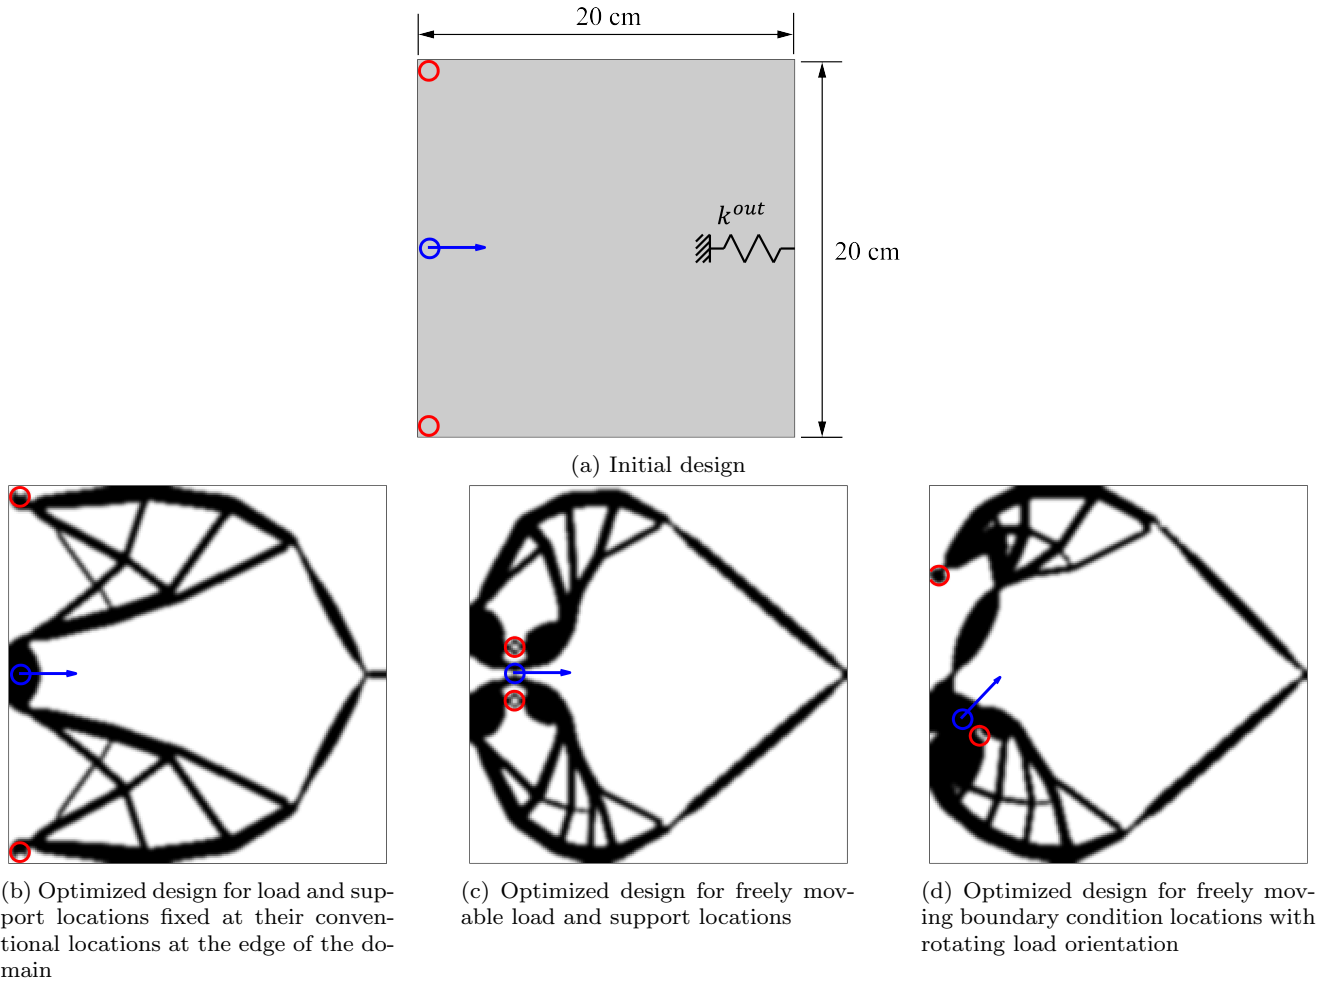 20 cm
k^out
20 cm
(a) Initial design
(b) Optimized design for load and sup-
port locations fixed at their conven-
tional locations at the edge of the do-
main
(c) Optimized design for freely mov-
able load and support locations
(d) Optimized design for freely mov-
ing boundary condition locations with
rotating load orientation